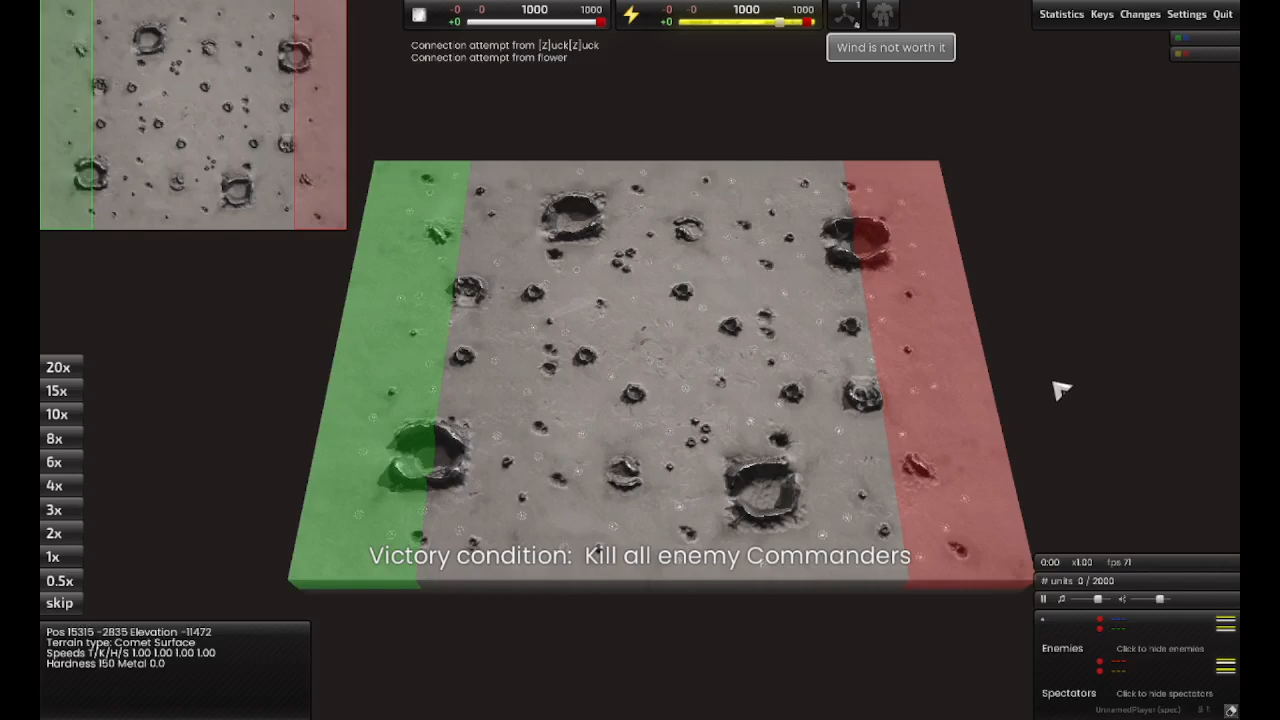 -0 -0 1000 1000
+0
-0 -0 1000 1000
+0
Statistics Keys Changes Settings Quit
Connection attempt from [z]uck[z]uck
Connection attempt from flower
Wind is not worth it
20x
15x
10x
8x
6x
4x
3x
2x
1x
0.5x
skip
Victory condition: Kill all enemy Commanders
0:00 x1.00 fps 71
# units 0 / 2000
Enemies Click to hide enemies
Spectators Click to hide spectators
UnnamedPlayer (spec)
Pos 15315 -2835 Elevation -11472
Terrain type: Comet Surface
Speeds T/K/H/S 1.00 1.00 1.00 1.00
Hardness 150 Metal 0.0